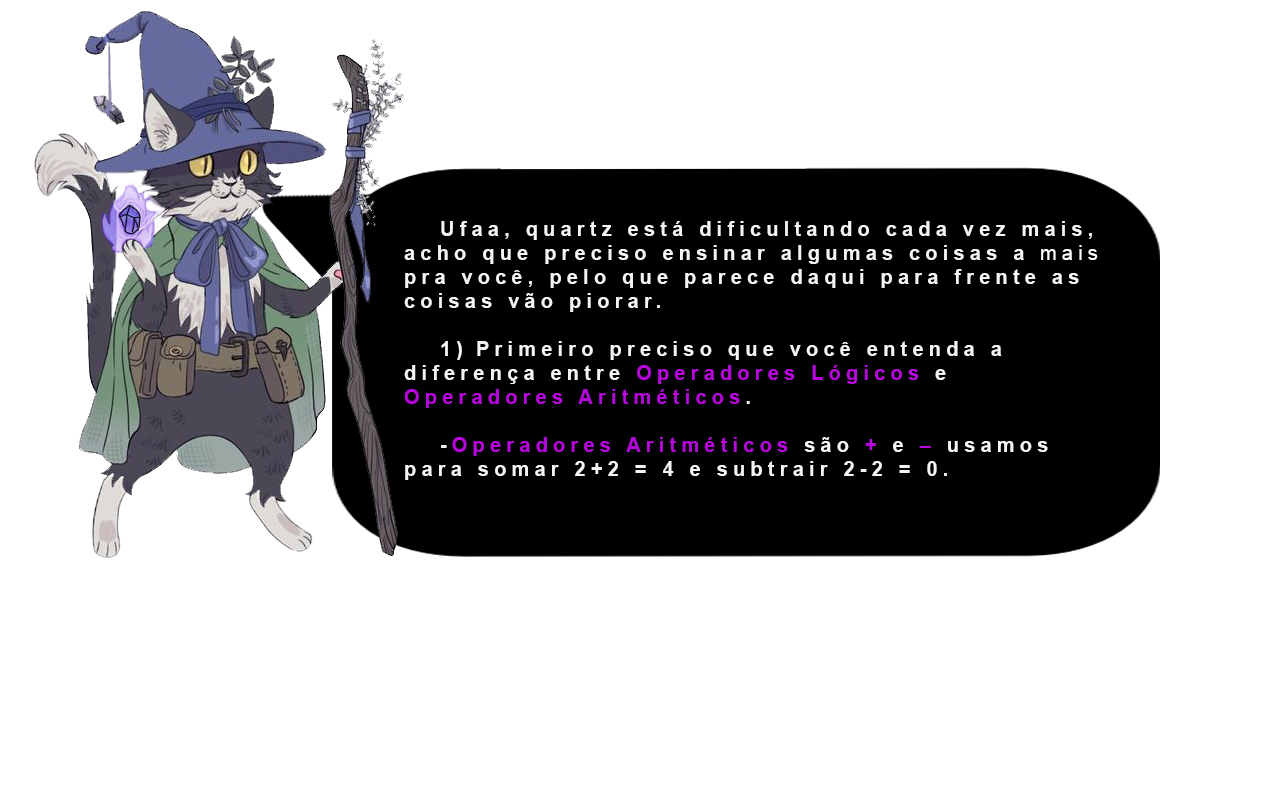 Ufaa, quartz está dificultando cada vez mais,
acho que preciso ensinar algumas coisas a mais
pra você, pelo que parece daqui para frente as
coisas vão piorar.
1) Primeiro preciso que você entenda a
diferença entre Operadores Lógicos e
Operadores Aritméticos.
-Operadores Aritméticos são + e – usamos
para somar 2+2 = 4 e subtrair 2-2 = 0.